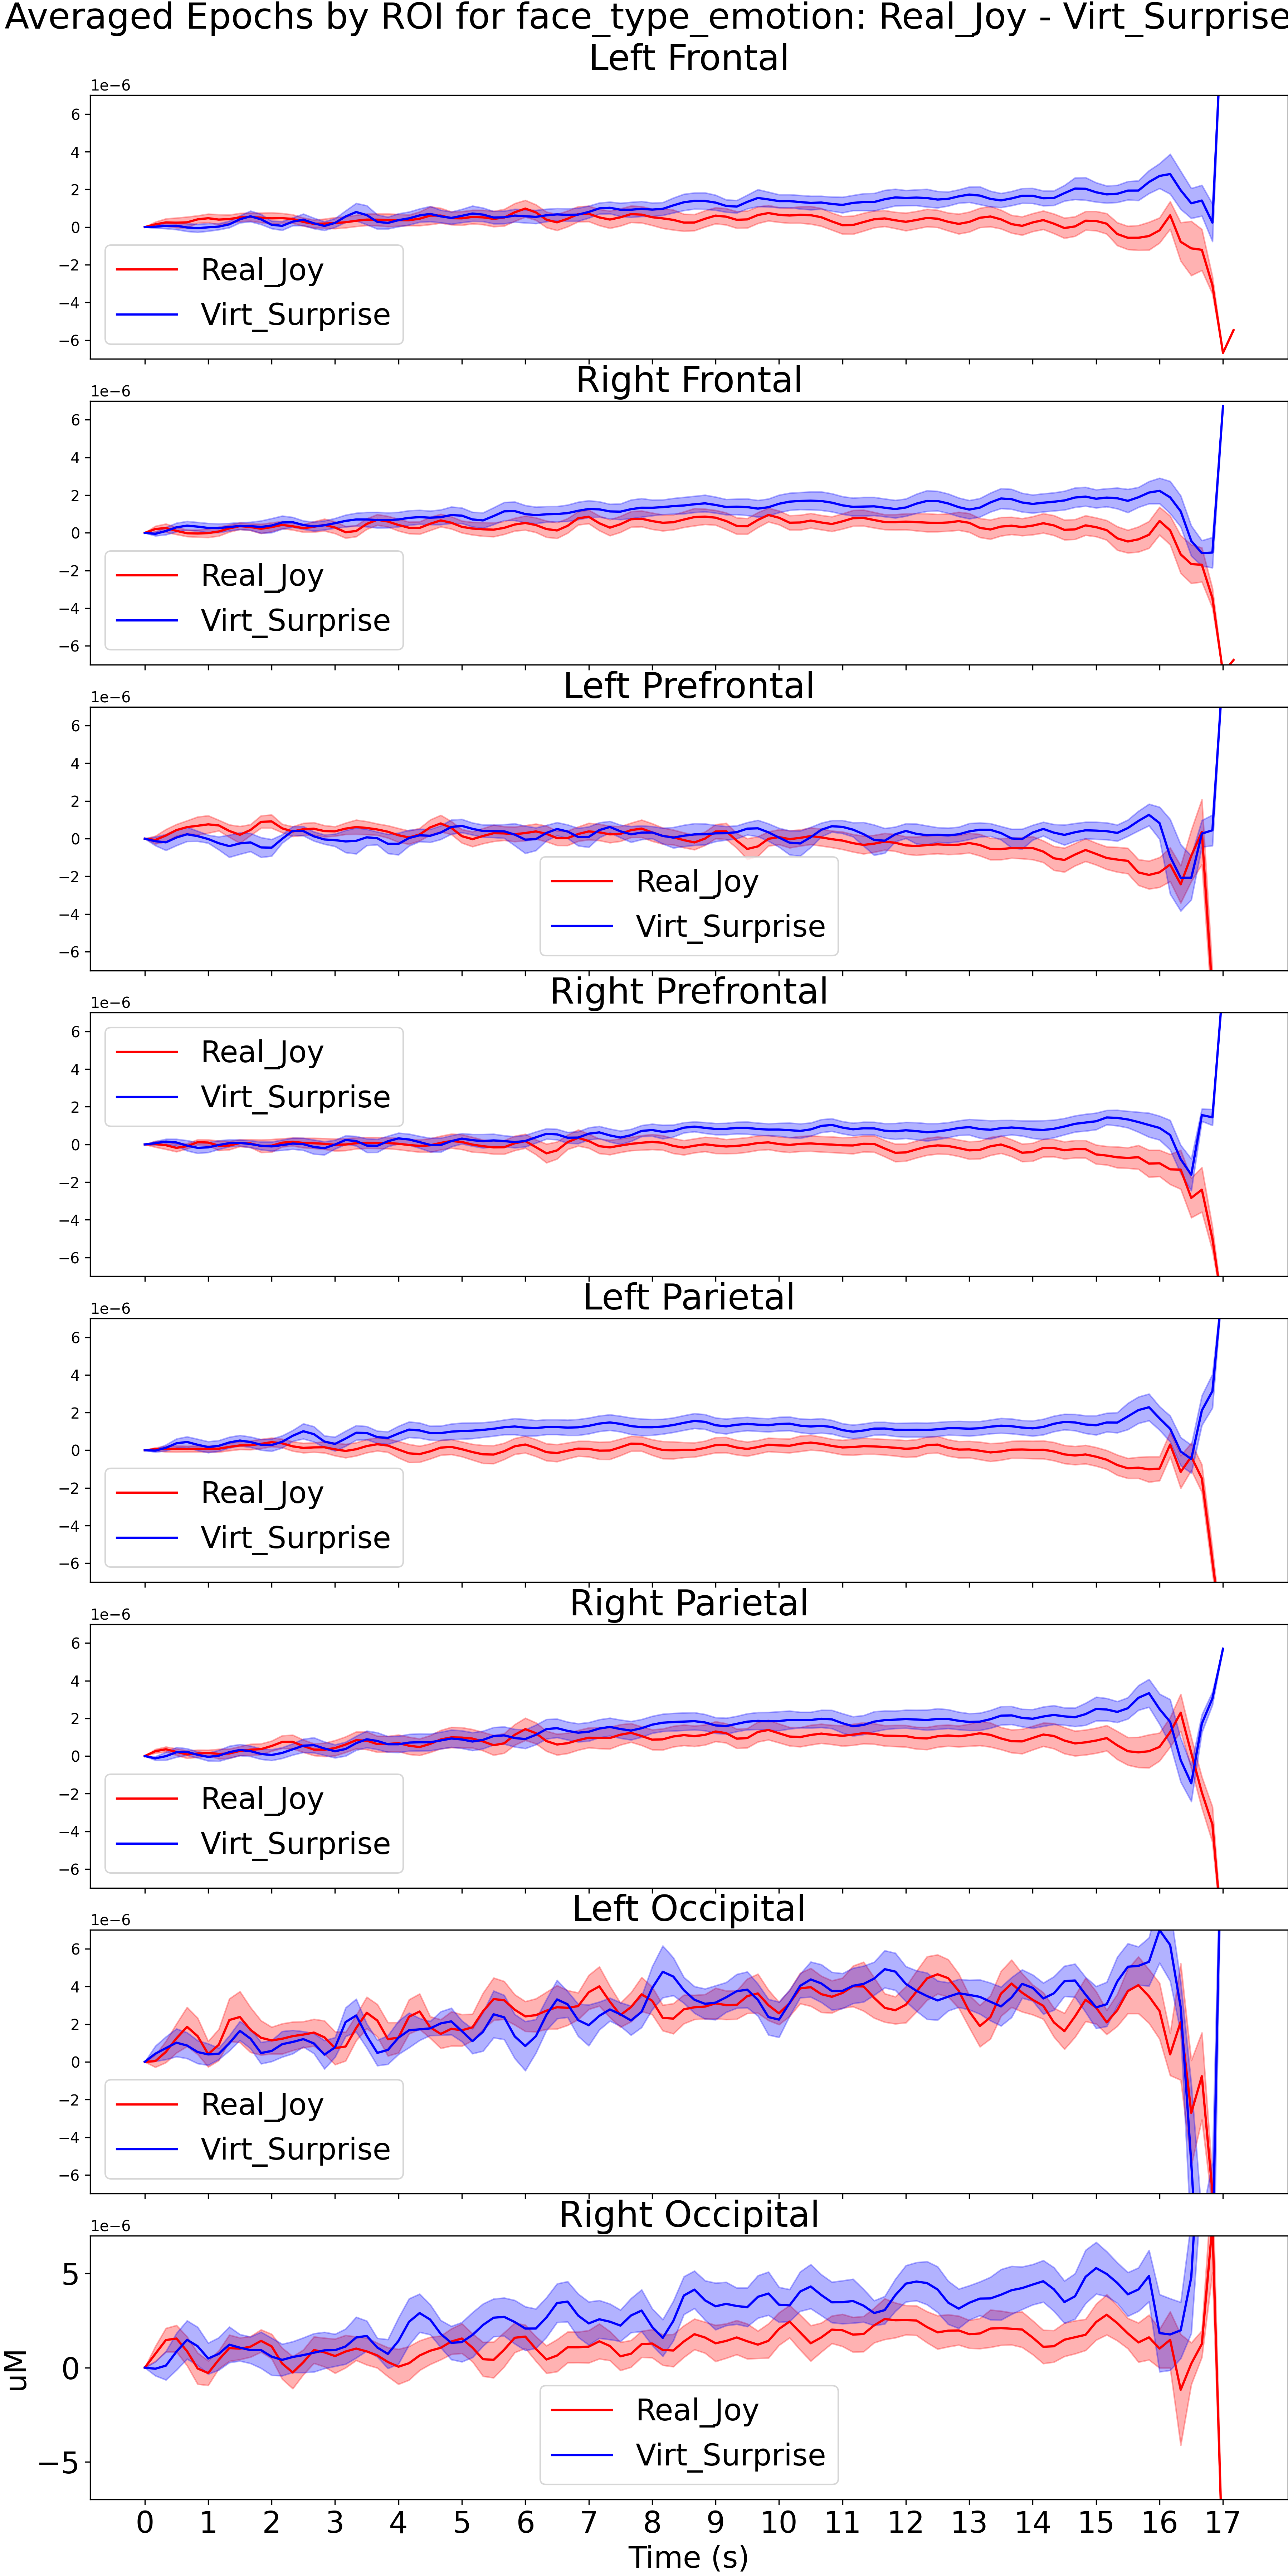 Averaged Epochs by ROI for face_type_emotion: Real_Joy - Virt_Surprise
Left Frontal
1e−6
6
4
2
0
−2
−4
−6
Real_Joy
Virt_Surprise
Right Frontal
1e−6
6
4
2
0
−2
−4
−6
Real_Joy
Virt_Surprise
Left Prefrontal
1e−6
6
4
2
0
−2
−4
−6
Real_Joy
Virt_Surprise
Right Prefrontal
1e−6
6
4
2
0
−2
−4
−6
Real_Joy
Virt_Surprise
Left Parietal
1e−6
6
4
2
0
−2
−4
−6
Real_Joy
Virt_Surprise
Right Parietal
1e−6
6
4
2
0
−2
−4
−6
Real_Joy
Virt_Surprise
Left Occipital
1e−6
6
4
2
0
−2
−4
−6
Real_Joy
Virt_Surprise
Right Occipital
1e−6
5
0
−5
uM
Real_Joy
Virt_Surprise
0 1 2 3 4 5 6 7 8 9 10 11 12 13 14 15 16 17
Time (s)